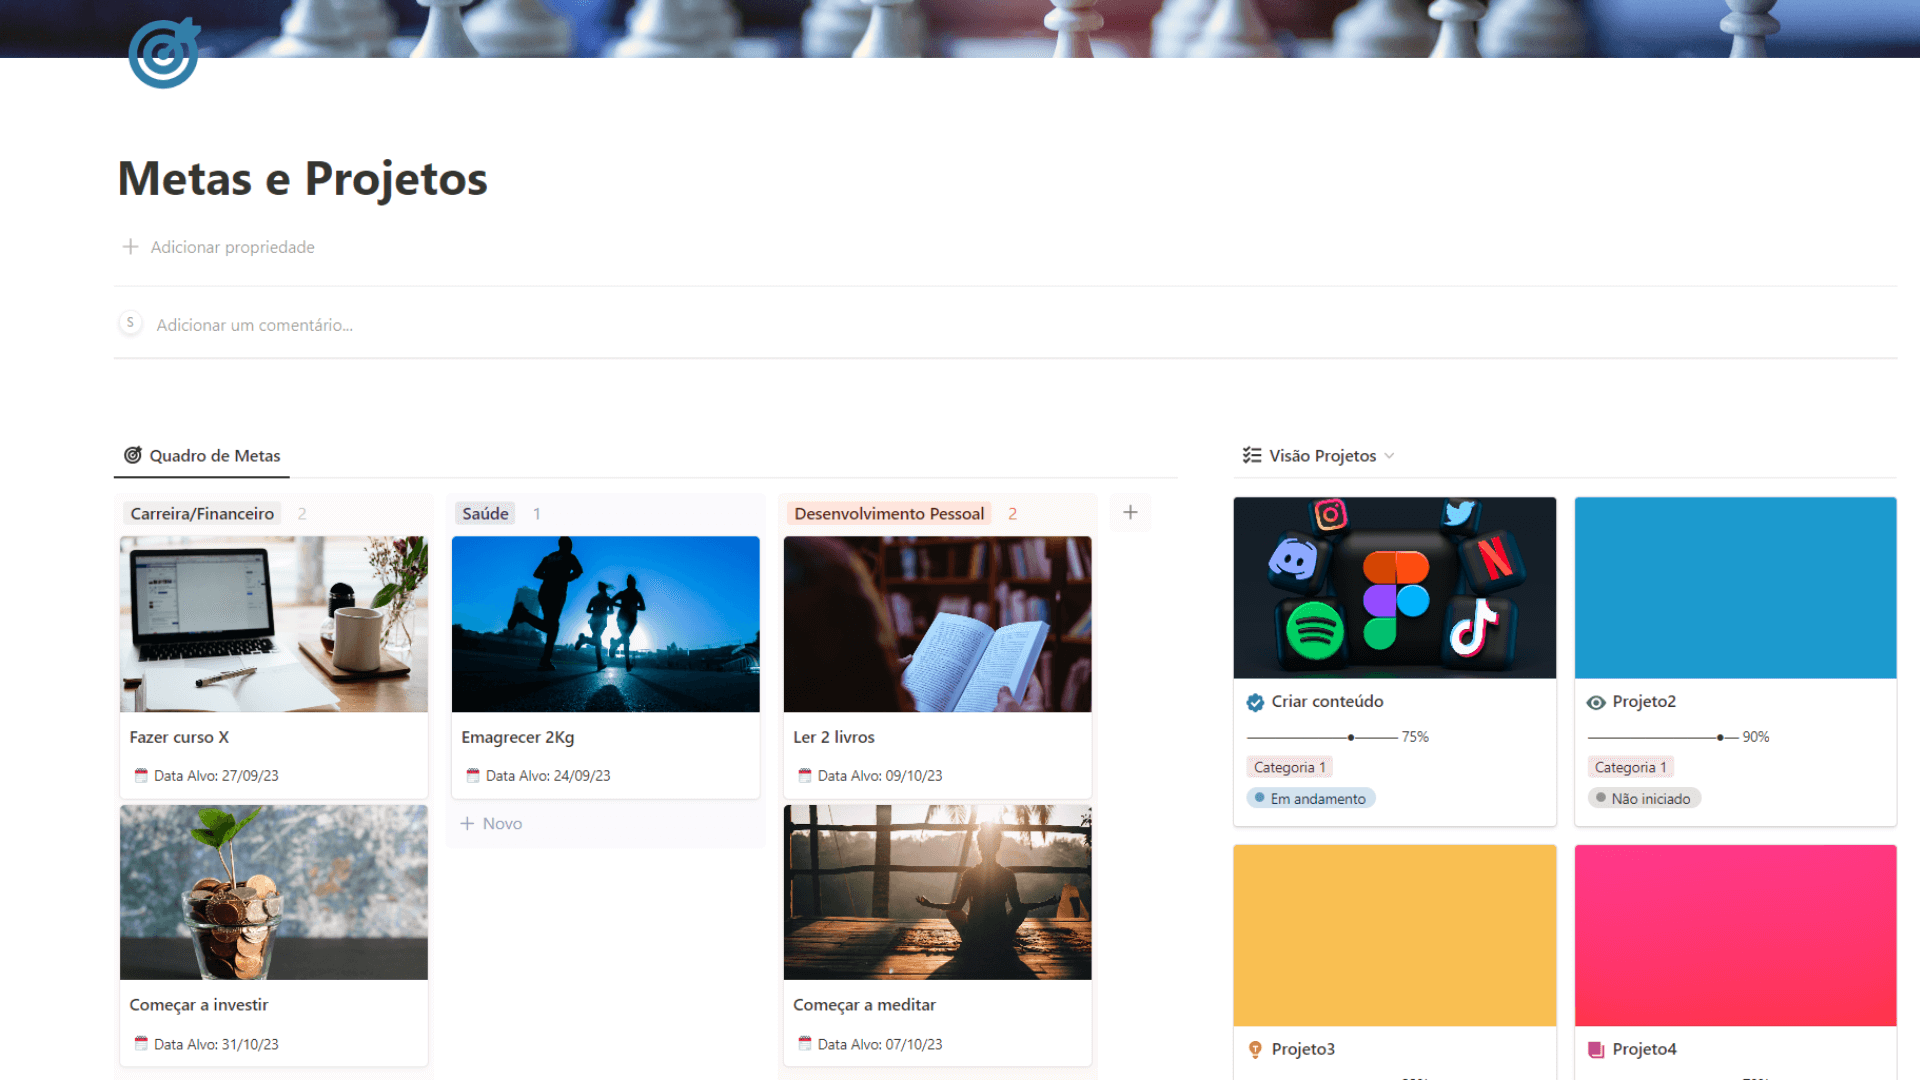 Metas e Projetos
Adicionar propriedade
S
Adicionar um comentário...
Quadro de Metas
Carreira/Financeiro 2
Fazer curso X
Data Alvo: 27/09/23
Começar a investir
Data Alvo: 31/10/23
Saúde 1
Emagrecer 2Kg
Data Alvo: 24/09/23
+ Novo
Desenvolvimento Pessoal 2
Ler 2 livros
Data Alvo: 09/10/23
Começar a meditar
Data Alvo: 07/10/23
Visão Projetos
Criar conteúdo
75%
Categoria 1
Em andamento
Projeto2
90%
Categoria 1
Não iniciado
Projeto3
Projeto4